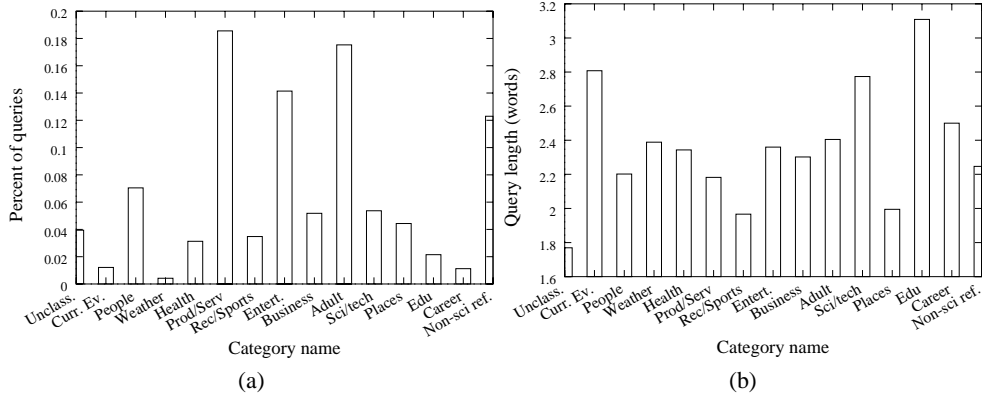 0.2
0.18
0.16
0.14
0.12
0.1
0.08
0.06
0.04
0.02
0
Percent of queries
Unclass.
Curr. Ev.
People
Weather
Health
Prod/Serv
Rec/Sports
Entert.
Business
Adult
Sci/tech
Places
Edu
Career
Non-sci ref.
Category name
(a)
3.2
3
2.8
2.6
2.4
2.2
2
1.8
1.6
Query length (words)
Unclass.
Curr. Ev.
People
Weather
Health
Prod/Serv
Rec/Sports
Entert.
Business
Adult
Sci/tech
Places
Edu
Career
Non-sci ref.
Category name
(b)